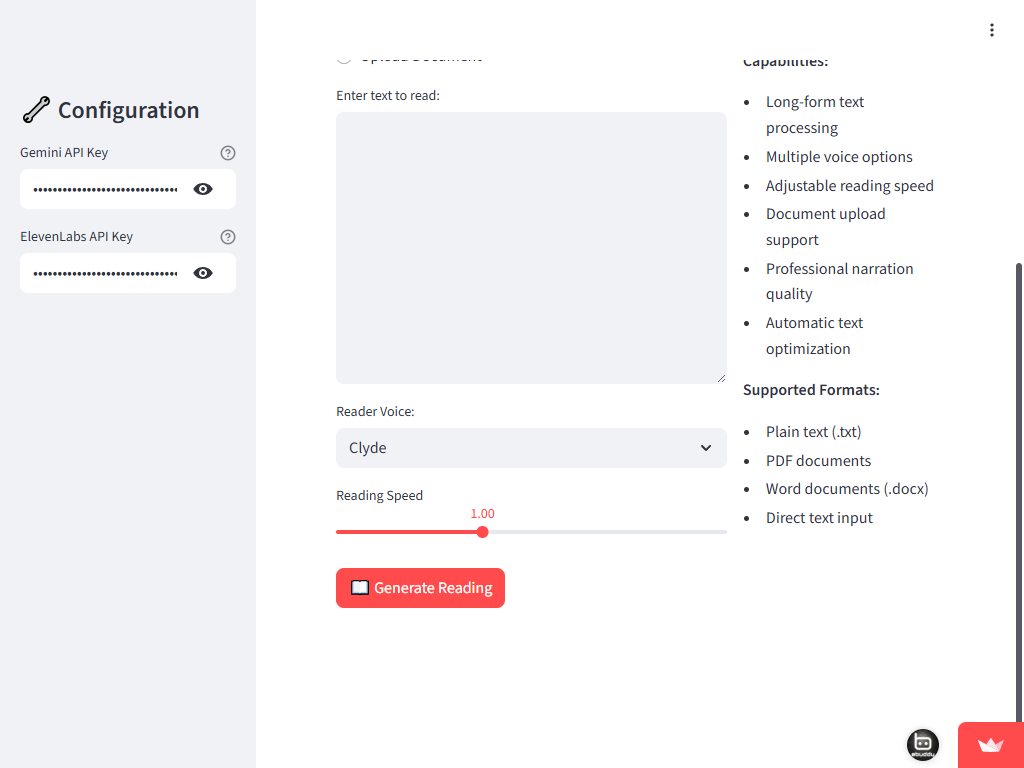 Configuration
Gemini API Key
••••••••••••••••••••••••••••••
ElevenLabs API Key
••••••••••••••••••••••••••••••
Upload Document
Enter text to read:
Reader Voice:
Clyde
Reading Speed
1.00
Generate Reading
Capabilities:
• Long-form text
processing
• Multiple voice options
• Adjustable reading speed
• Document upload
support
• Professional narration
quality
• Automatic text
optimization
Supported Formats:
• Plain text (.txt)
• PDF documents
• Word documents (.docx)
• Direct text input